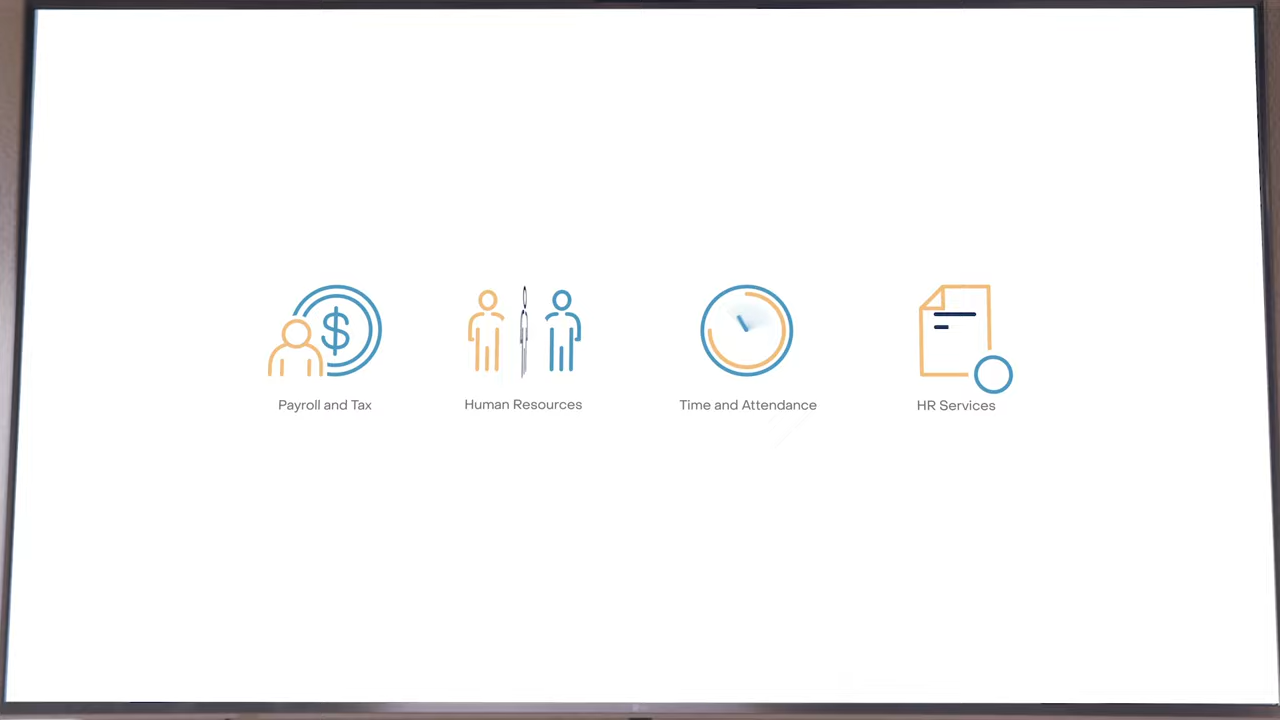 $
Payroll and Tax
Human Resources
Time and Attendance
HR Services